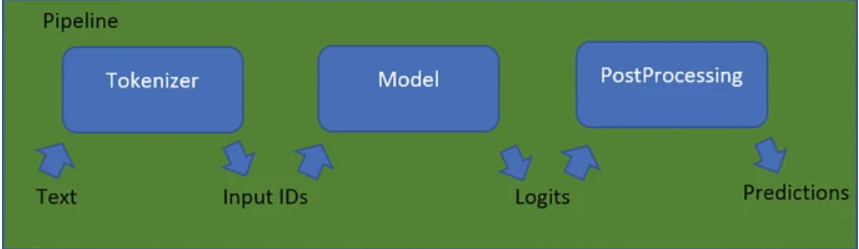 Pipeline
Tokenizer
Model
PostProcessing
Text
Input IDs
Logits
Predictions